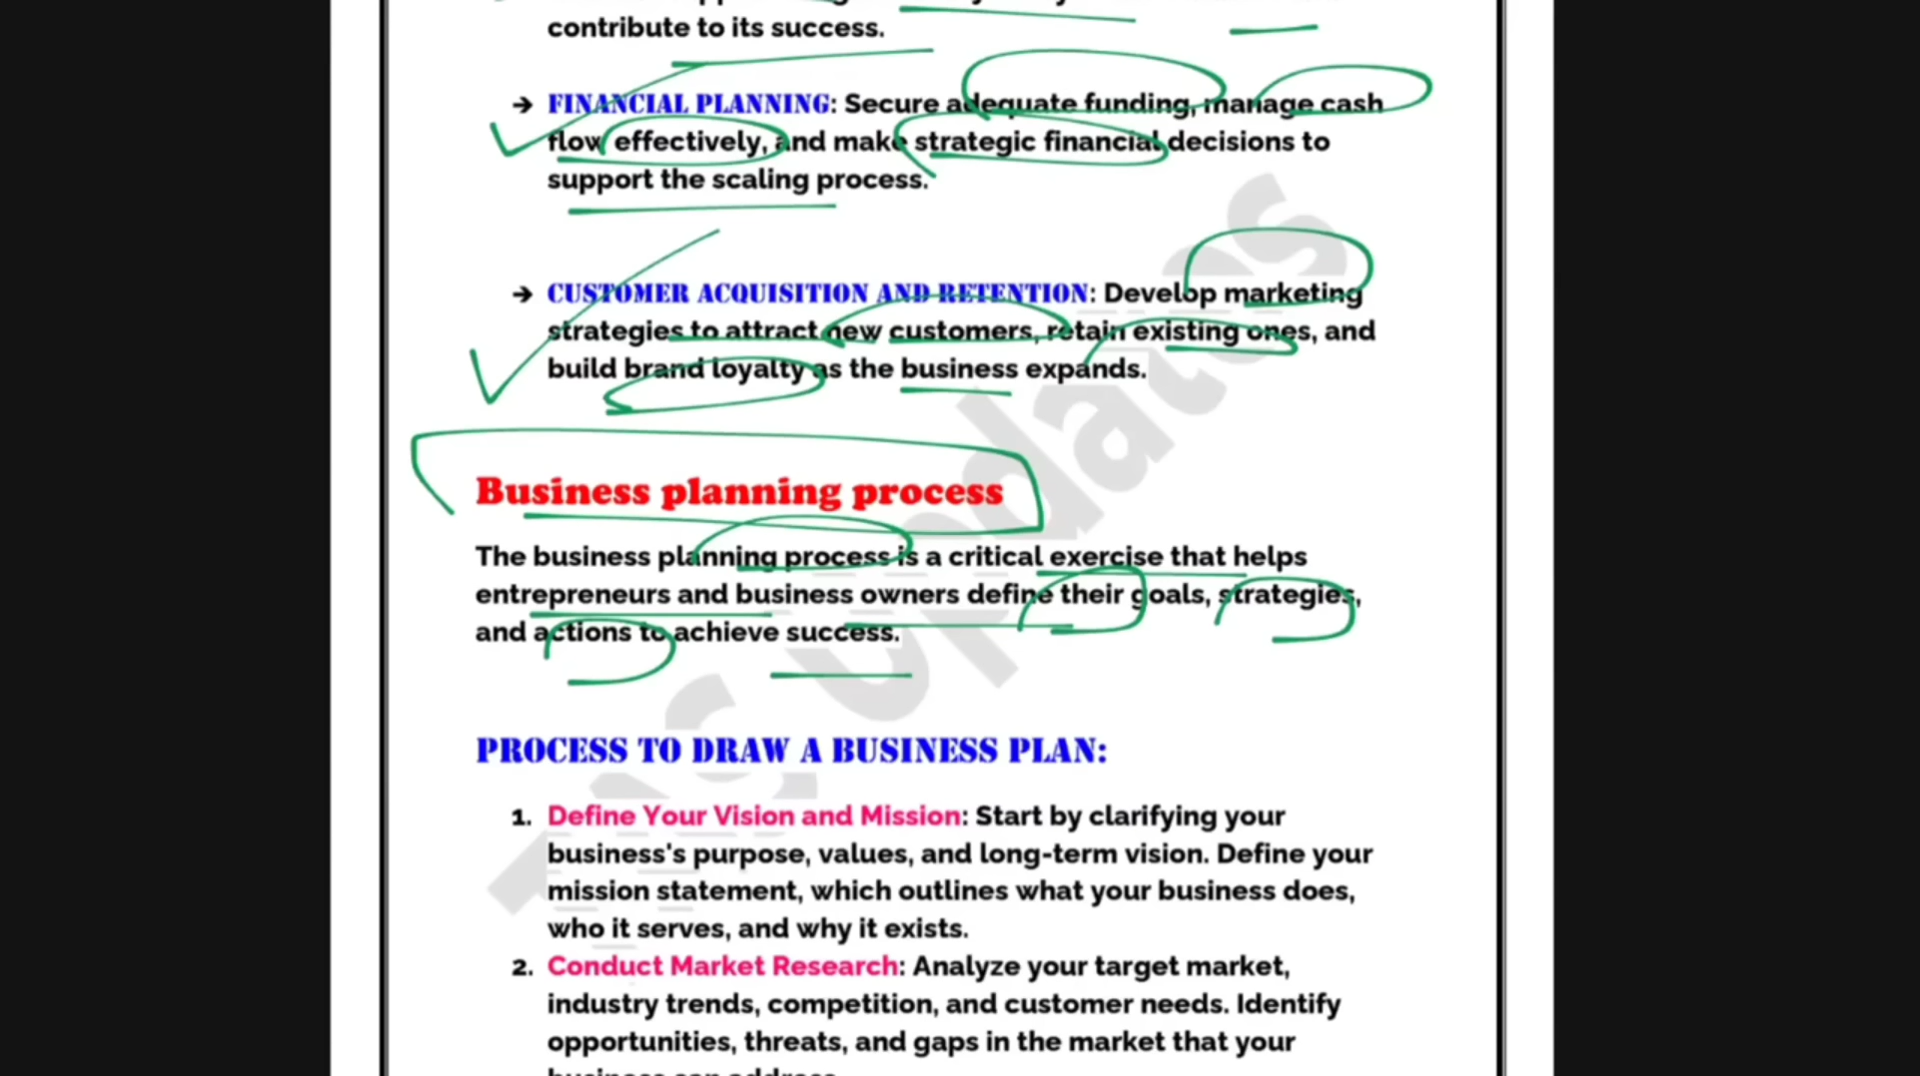 contribute to its success.
→ FINANCIAL PLANNING: Secure adequate funding, manage cash
flow effectively, and make strategic financial decisions to
support the scaling process.
→ CUSTOMER ACQUISITION AND RETENTION: Develop marketing
strategies to attract new customers, retain existing ones, and
build brand loyalty as the business expands.
Business planning process
The business planning process is a critical exercise that helps
entrepreneurs and business owners define their goals, strategies,
and actions to achieve success.
PROCESS TO DRAW A BUSINESS PLAN:
1. Define Your Vision and Mission: Start by clarifying your
business's purpose, values, and long-term vision. Define your
mission statement, which outlines what your business does,
who it serves, and why it exists.
2. Conduct Market Research: Analyze your target market,
industry trends, competition, and customer needs. Identify
opportunities, threats, and gaps in the market that your